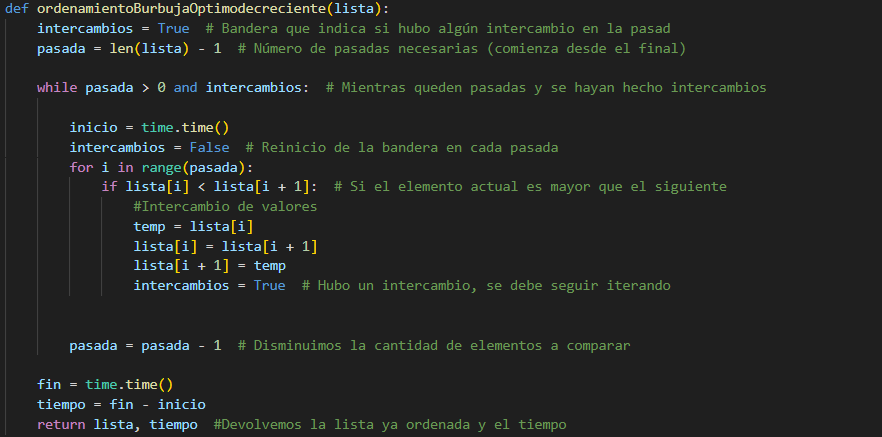 def ordenamientoBurbujaOptimodecreciente(lista):
    intercambios = True  # Bandera que indica si hubo algún intercambio en la pasad
    pasada = len(lista) - 1  # Número de pasadas necesarias (comienza desde el final)
    while pasada > 0 and intercambios:  # Mientras queden pasadas y se hayan hecho intercambios
        inicio = time.time()
        intercambios = False  # Reinicio de la bandera en cada pasada
        for i in range(pasada):
            if lista[i] < lista[i + 1]:  # Si el elemento actual es mayor que el siguiente
                #Intercambio de valores
                temp = lista[i]
                lista[i] = lista[i + 1]
                lista[i + 1] = temp
                intercambios = True  # Hubo un intercambio, se debe seguir iterando
        pasada = pasada - 1  # Disminuimos la cantidad de elementos a comparar
    fin = time.time()
    tiempo = fin - inicio
    return lista, tiempo  #Devolvemos la lista ya ordenada y el tiempo